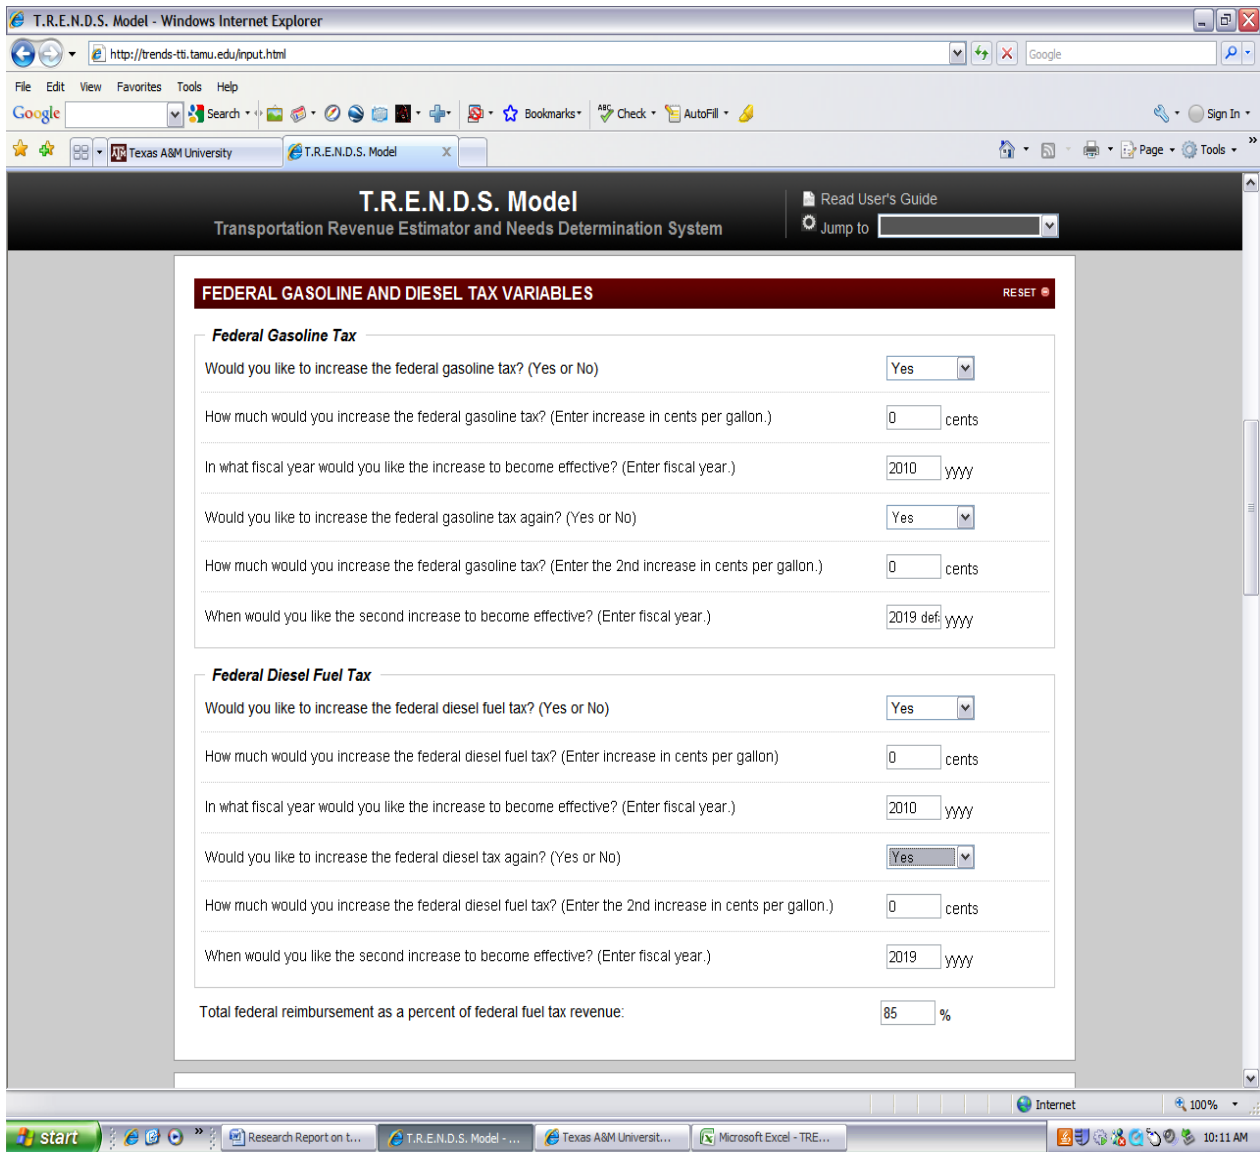 T.R.E.N.D.S. Model - Windows Internet Explorer
http://trends-tti.tamu.edu/input.html
Google
File Edit View Favorites Tools Help
Google Search Bookmarks Check AutoFill Sign In
Texas A&M University T.R.E.N.D.S. Model X Page Tools
T.R.E.N.D.S. Model
Transportation Revenue Estimator and Needs Determination System
Read User's Guide
Jump to
FEDERAL GASOLINE AND DIESEL TAX VARIABLES RESET
Federal Gasoline Tax
Would you like to increase the federal gasoline tax? (Yes or No) Yes
How much would you increase the federal gasoline tax? (Enter increase in cents per gallon.) 0 cents
In what fiscal year would you like the increase to become effective? (Enter fiscal year.) 2010 yyyy
Would you like to increase the federal gasoline tax again? (Yes or No) Yes
How much would you increase the federal gasoline tax? (Enter the 2nd increase in cents per gallon.) 0 cents
When would you like the second increase to become effective? (Enter fiscal year.) 2019 def yyyy
Federal Diesel Fuel Tax
Would you like to increase the federal diesel fuel tax? (Yes or No) Yes
How much would you increase the federal diesel fuel tax? (Enter increase in cents per gallon) 0 cents
In what fiscal year would you like the increase to become effective? (Enter fiscal year.) 2010 yyyy
Would you like to increase the federal diesel tax again? (Yes or No) Yes
How much would you increase the federal diesel fuel tax? (Enter the 2nd increase in cents per gallon.) 0 cents
When would you like the second increase to become effective? (Enter fiscal year.) 2019 yyyy
Total federal reimbursement as a percent of federal fuel tax revenue: 85 %
Internet 100%
start Research Report on t... T.R.E.N.D.S. Model - ... Texas A&M Universit... Microsoft Excel - TRE... 10:11 AM